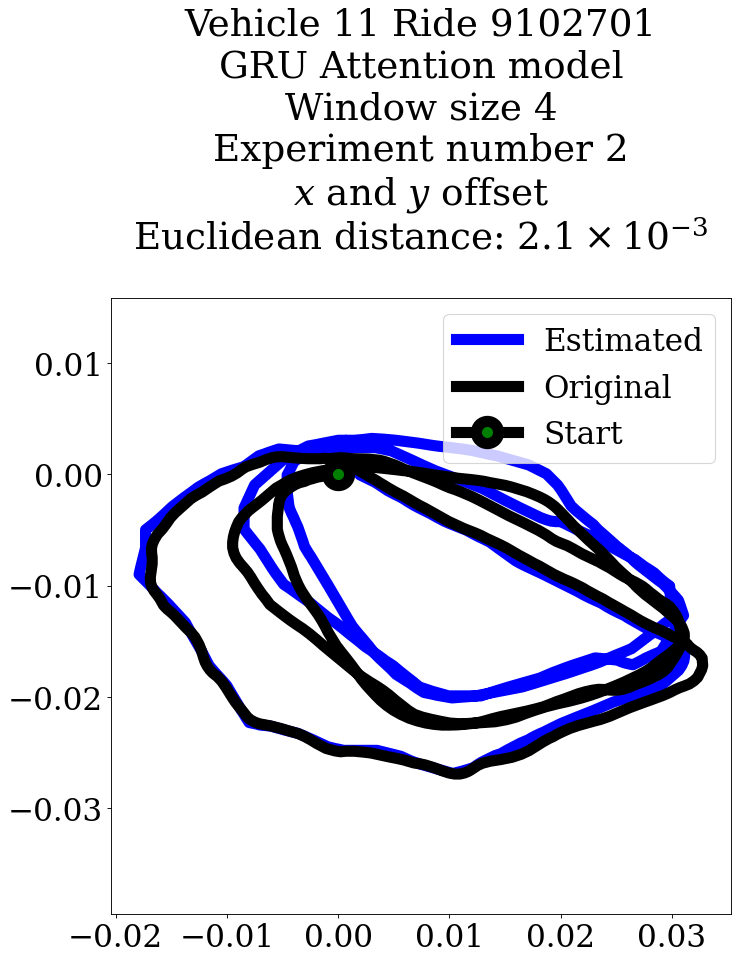 Vehicle 11 Ride 9102701
GRU Attention model
Window size 4
Experiment number 2
x and y offset
Euclidean distance: 2.1 × 10⁻³
Estimated
Original
Start
0.01
0.00
−0.01
−0.02
−0.03
−0.02 −0.01 0.00 0.01 0.02 0.03